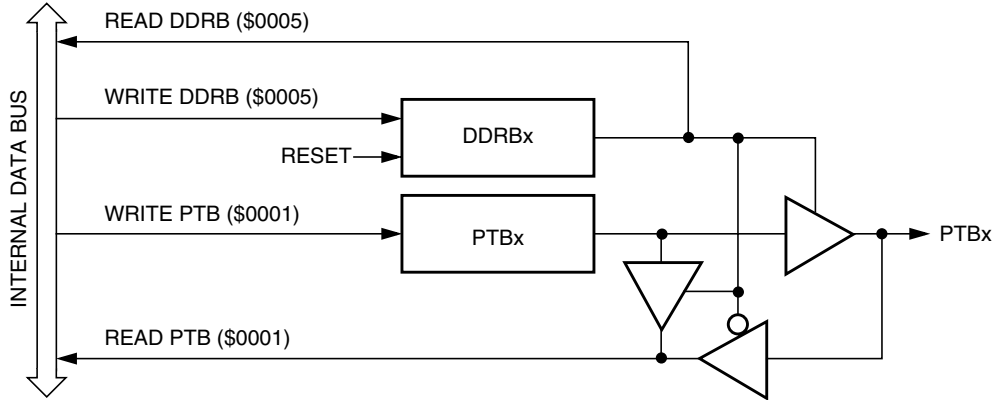 READ DDRB ($0005)
WRITE DDRB ($0005)
DDRBx
RESET
WRITE PTB ($0001)
PTBx
PTBx
READ PTB ($0001)
INTERNAL DATA BUS